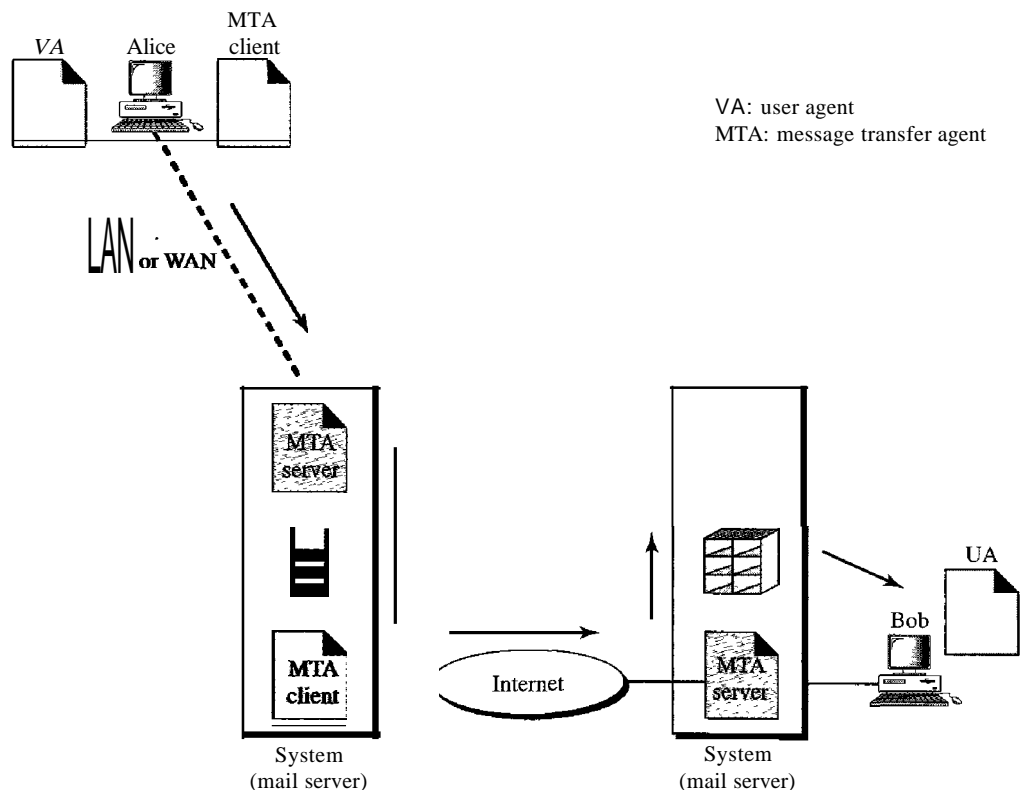 MTA
VA Alice client
VA: user agent
MTA: message transfer agent
LAN or WAN
MTA
server
MTA
client
System
(mail server)
Internet
MTA
server
System
(mail server)
UA
Bob